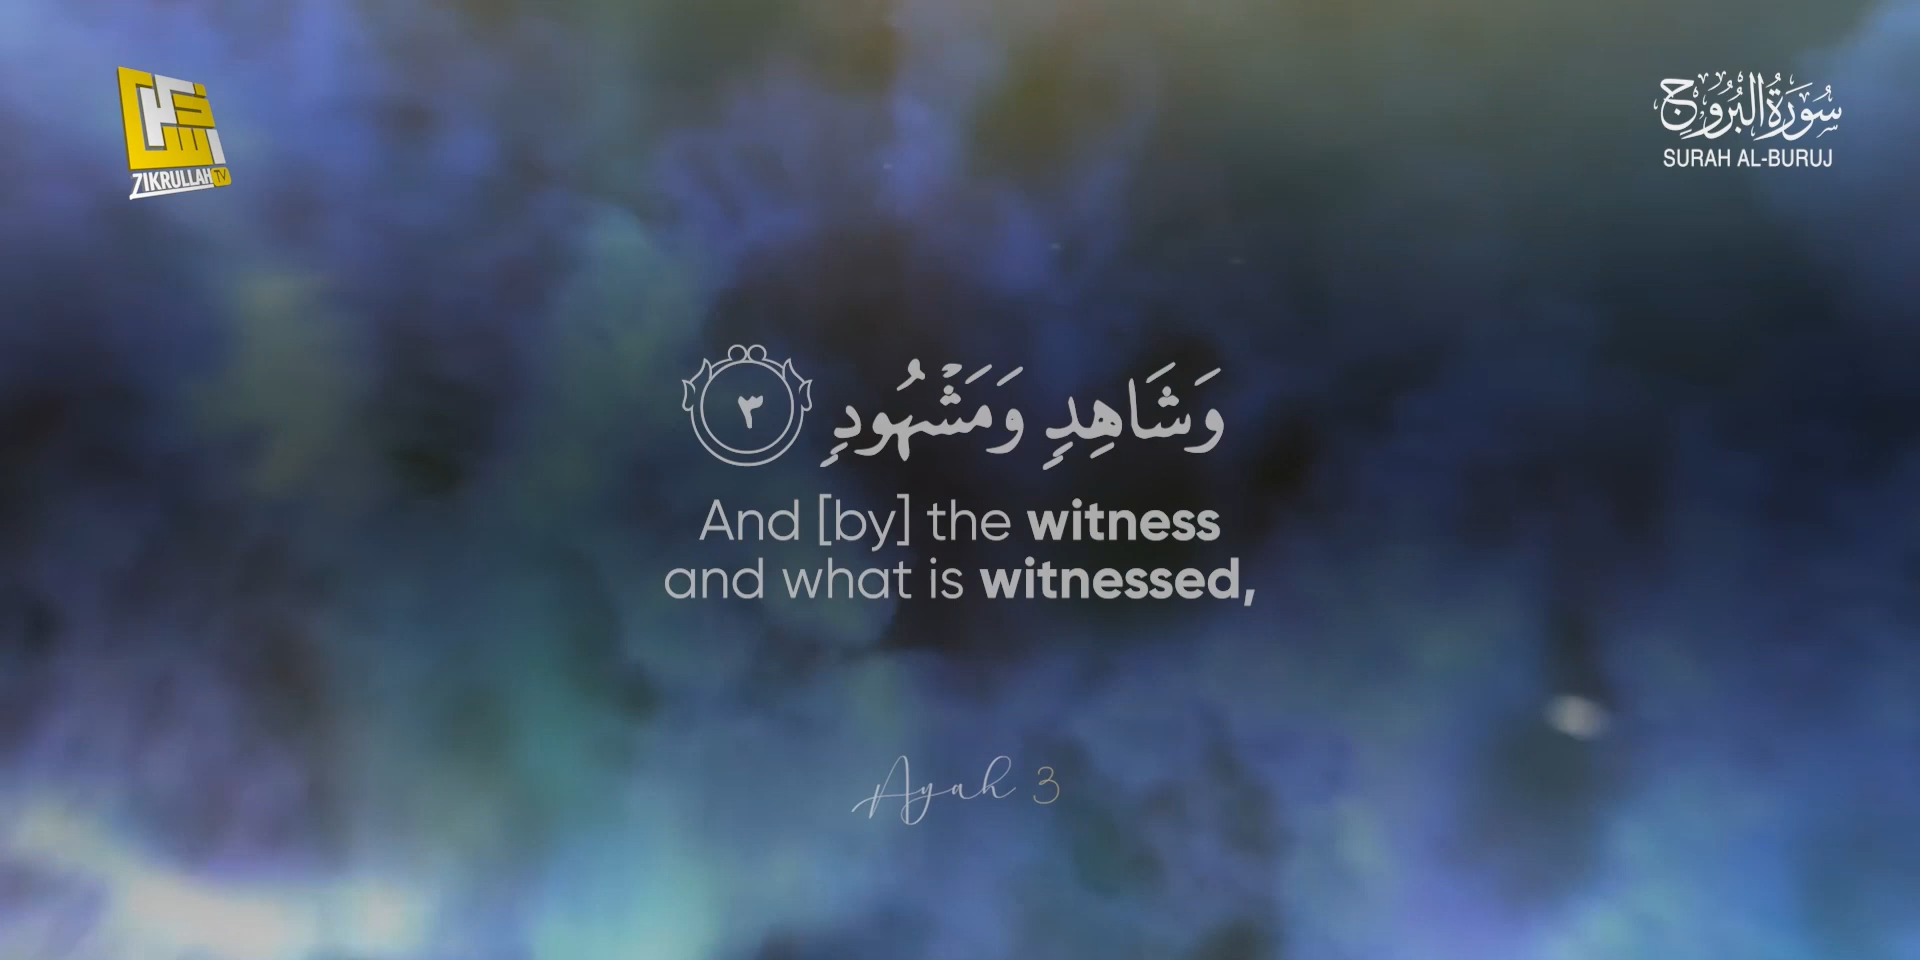 ZIKRULLAH TV
سُورَةُ البُرُوجِ
SURAH AL-BURUJ
وَشَاهِدٍ وَمَشْهُودٍ ٣
And [by] the witness
and what is witnessed,
Ayah 3